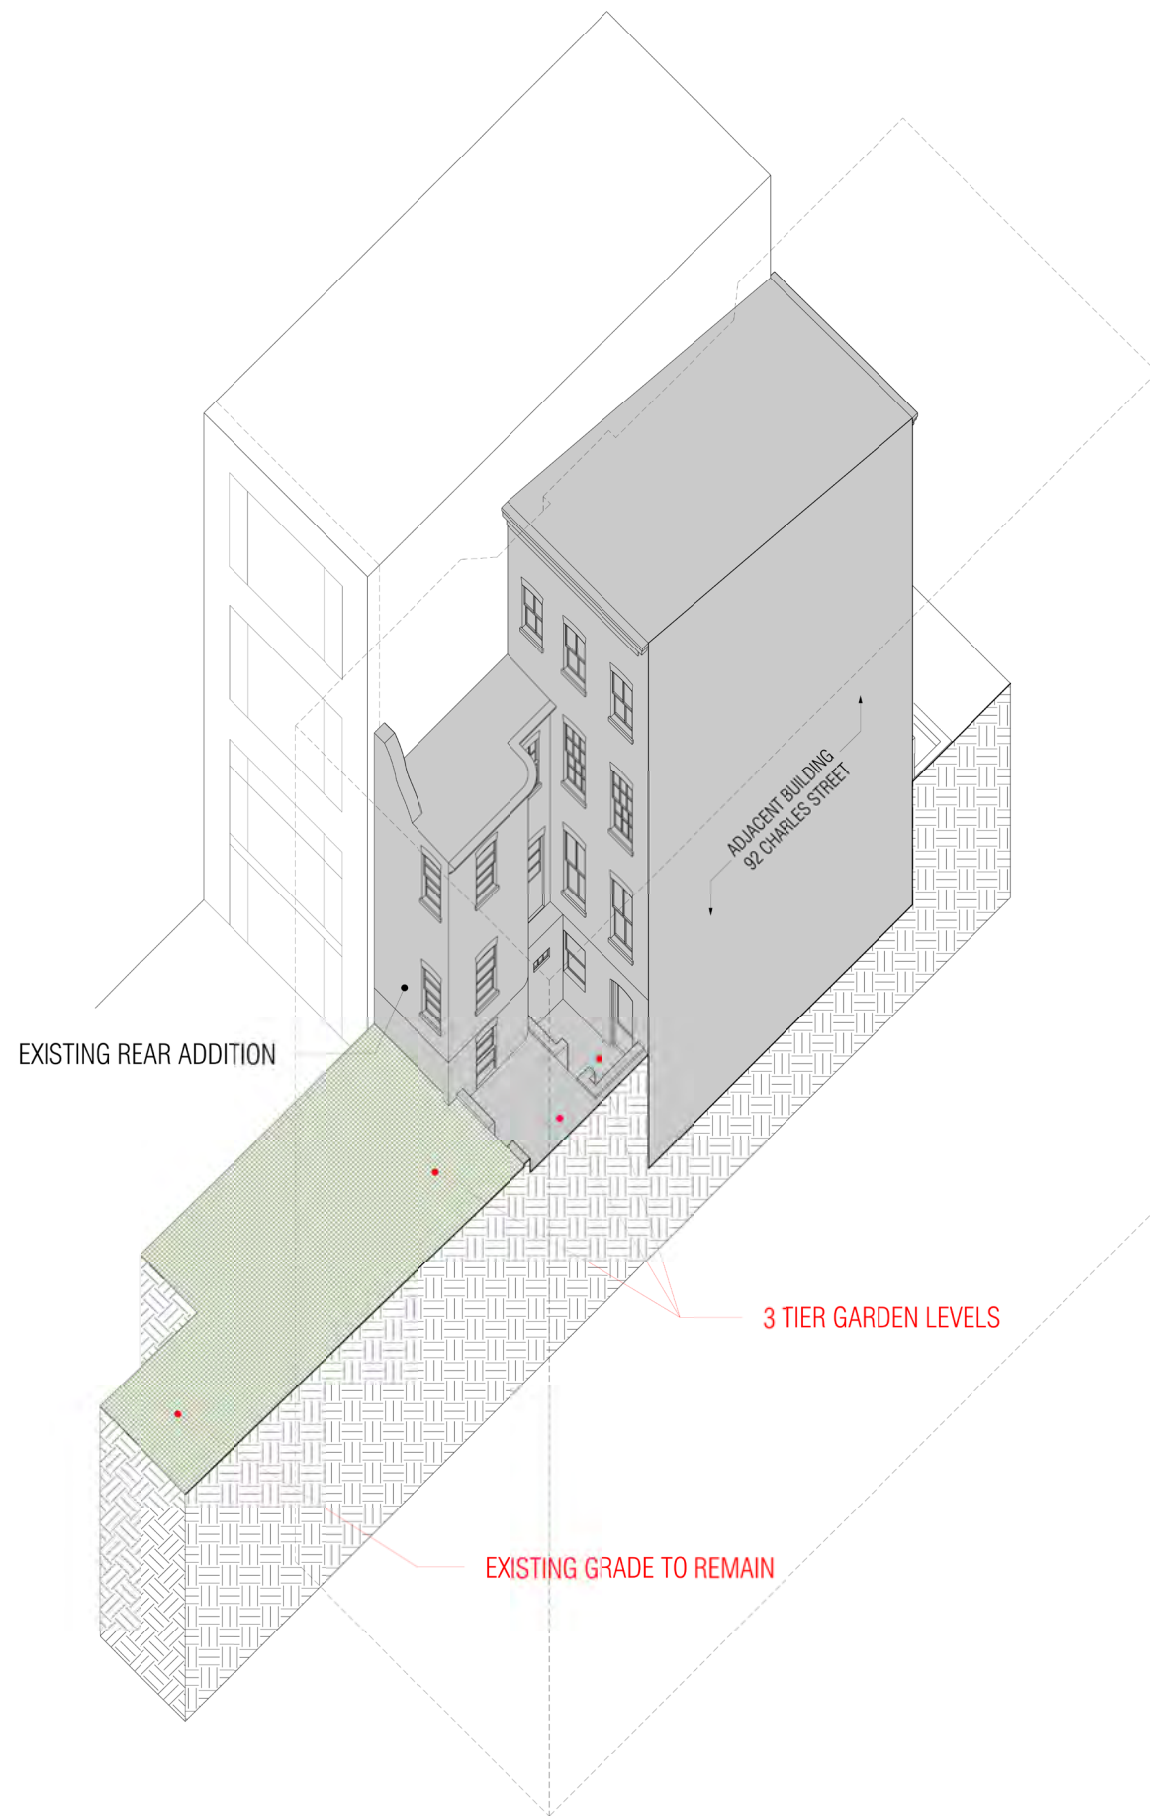 ADJACENT BUILDING
92 CHARLES STREET
EXISTING REAR ADDITION
3 TIER GARDEN LEVELS
EXISTING GRADE TO REMAIN